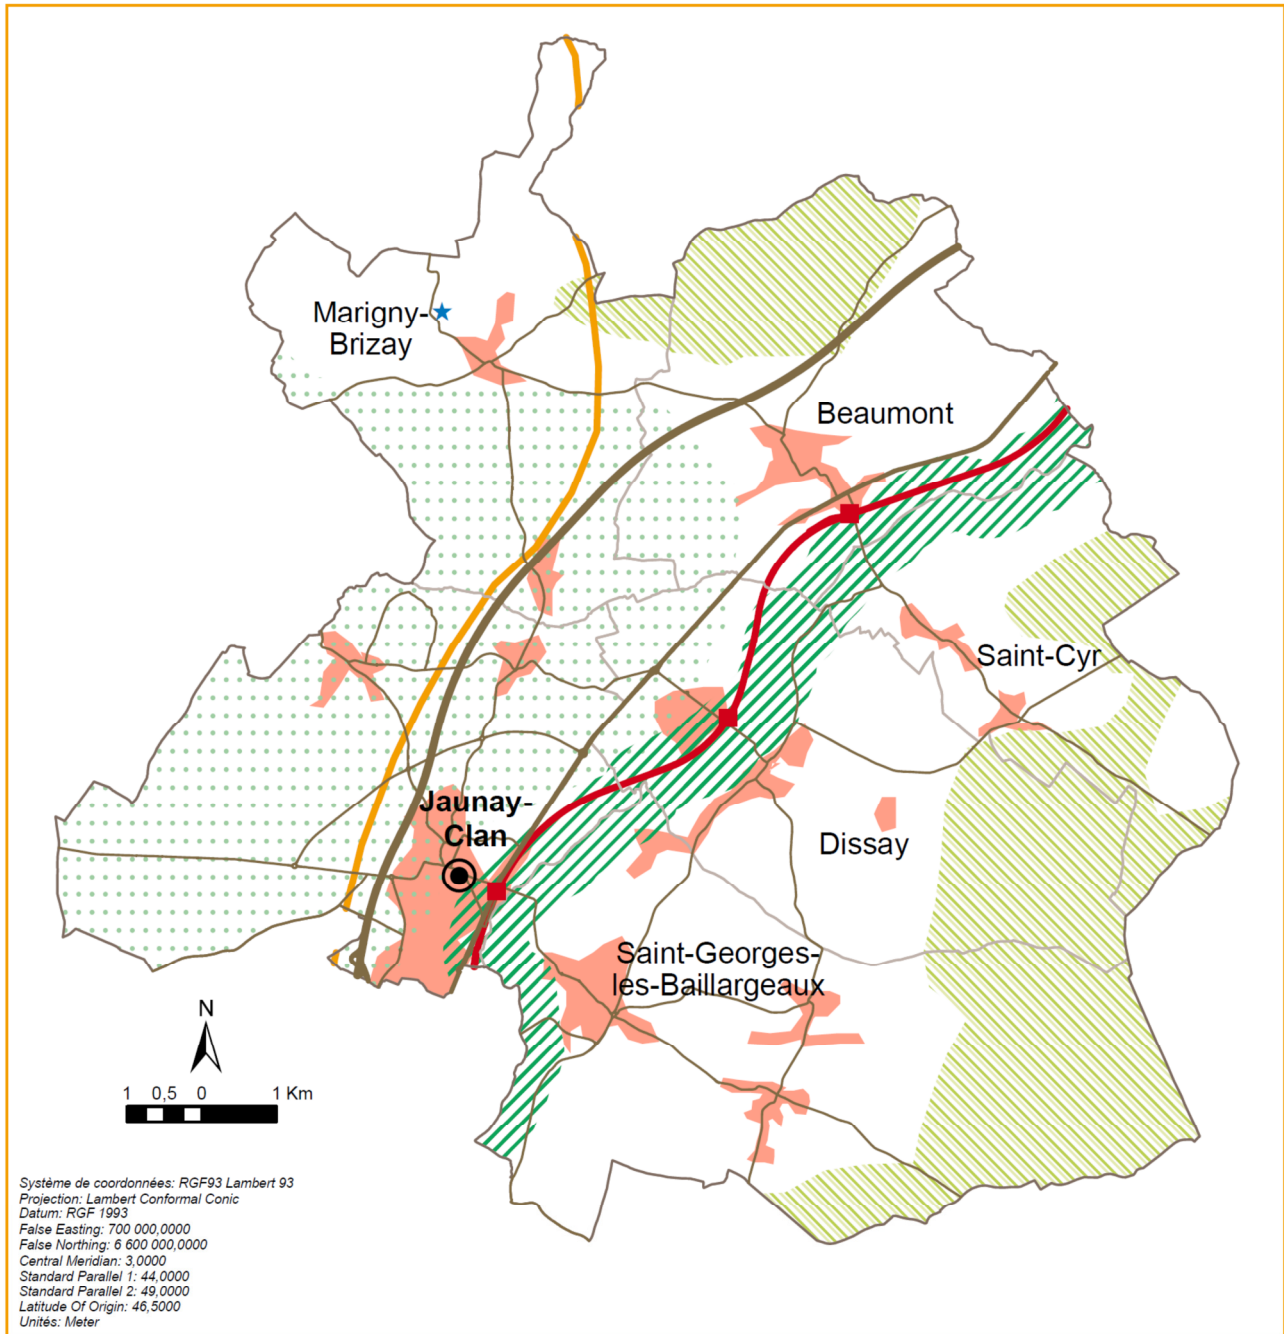 Marigny-
Brizay
Beaumont
Saint-Cyr
Jaunay-
Clan
Dissay
Saint-Georges-
les-Baillargeaux
N
1 0,5 0 1 Km
Système de coordonnées: RGF93 Lambert 93
Projection: Lambert Conformal Conic
Datum: RGF 1993
False Easting: 700 000,0000
False Northing: 6 600 000,0000
Central Meridian: 3,0000
Standard Parallel 1: 44,0000
Standard Parallel 2: 49,0000
Latitude Of Origin: 46,5000
Unités: Meter